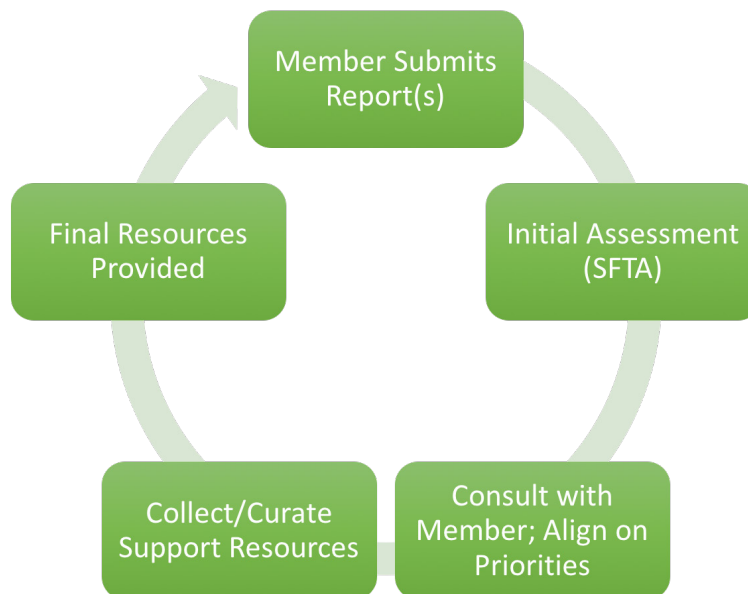 Member Submits
Report(s)
Initial Assessment
(SFTA)
Consult with
Member; Align on
Priorities
Collect/Curate
Support Resources
Final Resources
Provided